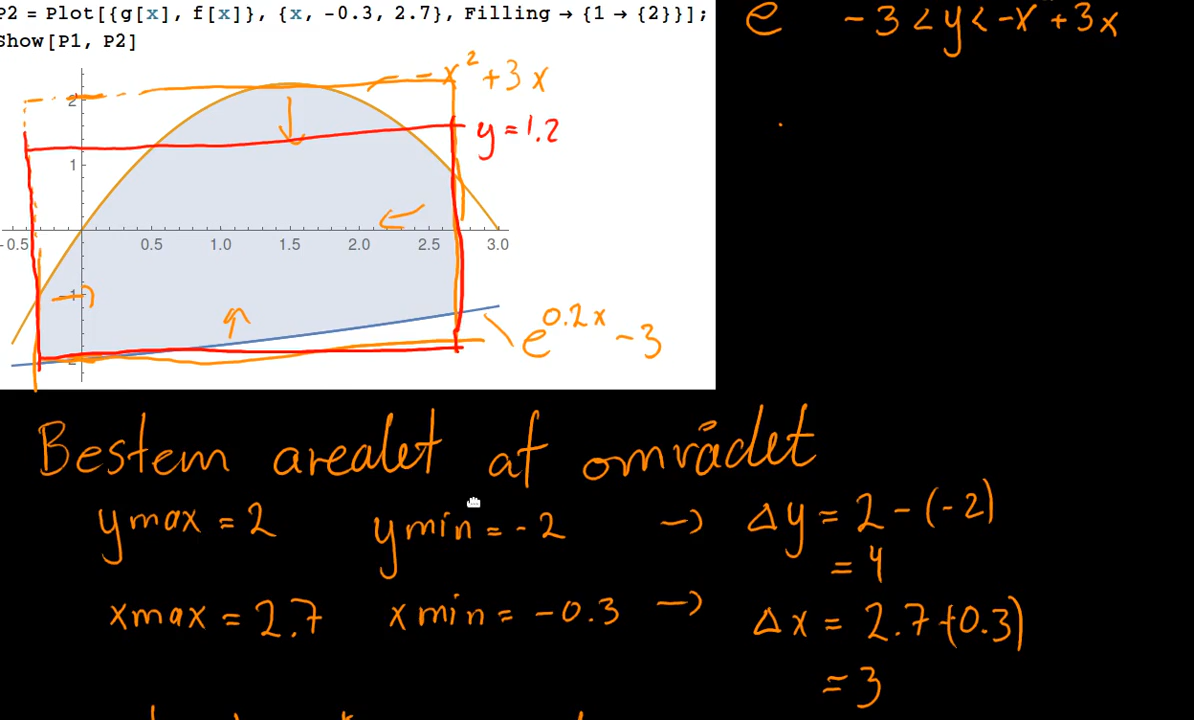 P2 = Plot[{g[x], f[x]}, {x, -0.3, 2.7}, Filling → {1 → {2}}];
Show[P1, P2]
e -3 < y < -x + 3x
-x² + 3x
y = 1.2
2
1
-0.5 0.5 1.0 1.5 2.0 2.5 3.0
-1
e^0.2x - 3
Bestem arealet af området
ymax = 2 ymin = -2 → Δy = 2 - (-2)
= 4
xmax = 2.7 xmin = -0.3 → Δx = 2.7 - (0.3)
= 3